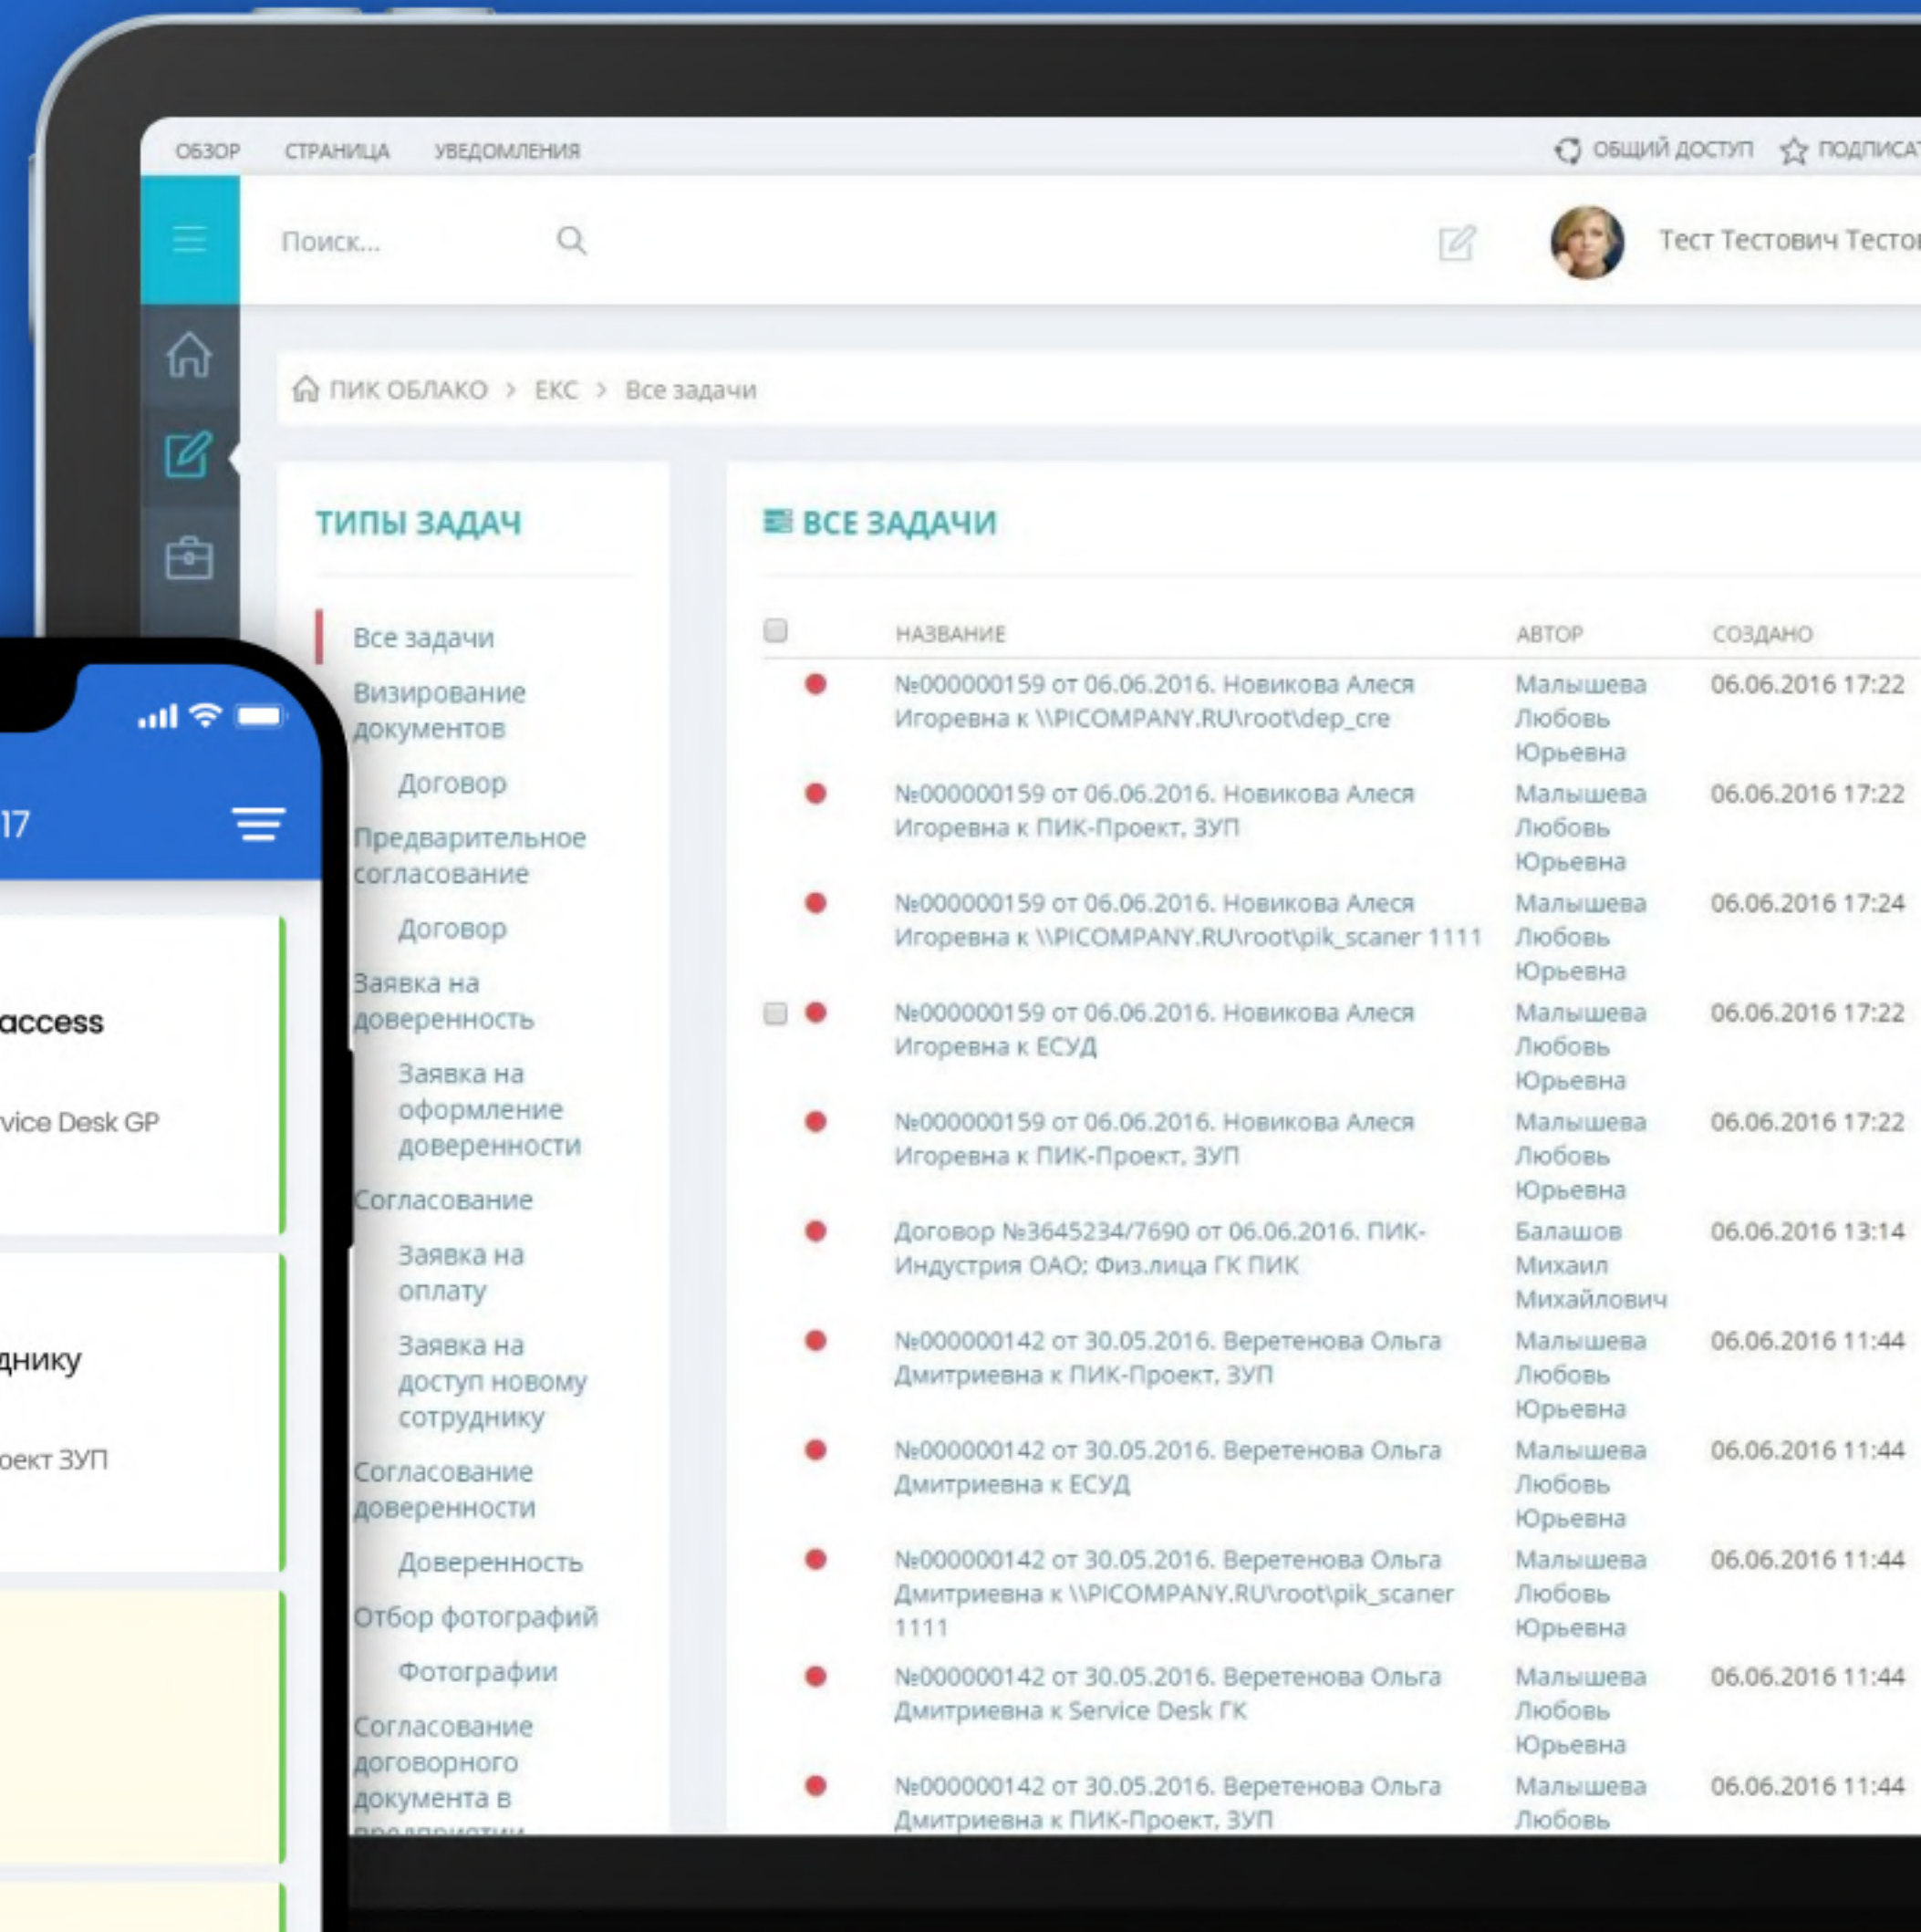 ОБЗОР СТРАНИЦА УВЕДОМЛЕНИЯ ОБЩИЙ ДОСТУП
Поиск...
Тест Тестович
ПИК ОБЛАКО > ЕКС > Все задачи
ТИПЫ ЗАДАЧ
Все задачи
Визирование
документов
Договор
Предварительное
согласование
Договор
Заявка на
доверенность
Заявка на
оформление
доверенности
Согласование
Заявка на
оплату
Заявка на
доступ новому
сотруднику
Согласование
доверенности
Доверенность
Отбор фотографий
Фотографии
Согласование
договорного
документа в
ВСЕ ЗАДАЧИ
НАЗВАНИЕ АВТОР СОЗДАНО
№000000159 от 06.06.2016. Новикова Алеся Малышева 06.06.2016 17:22
Игоревна к \\PICOMPANY.RU\root\dep_cre Любовь
Юрьевна
№000000159 от 06.06.2016. Новикова Алеся Малышева 06.06.2016 17:22
Игоревна к ПИК-Проект, ЗУП Любовь
Юрьевна
№000000159 от 06.06.2016. Новикова Алеся Малышева 06.06.2016 17:24
Игоревна к \\PICOMPANY.RU\root\pik_scaner 1111 Любовь
Юрьевна
№000000159 от 06.06.2016. Новикова Алеся Малышева 06.06.2016 17:22
Игоревна к ЕСУД Любовь
Юрьевна
№000000159 от 06.06.2016. Новикова Алеся Малышева 06.06.2016 17:22
Игоревна к ПИК-Проект, ЗУП Любовь
Юрьевна
Договор №3645234/7690 от 06.06.2016. ПИК- Балашов 06.06.2016 13:14
Индустрия ОАО: Физ.лица ГК ПИК Михаил
Михайлович
№000000142 от 30.05.2016. Веретенова Ольга Малышева 06.06.2016 11:44
Дмитриевна к ПИК-Проект, ЗУП Любовь
Юрьевна
№000000142 от 30.05.2016. Веретенова Ольга Малышева 06.06.2016 11:44
Дмитриевна к ЕСУД Любовь
Юрьевна
№000000142 от 30.05.2016. Веретенова Ольга Малышева 06.06.2016 11:44
Дмитриевна к \\PICOMPANY.RU\root\pik_scaner Любовь
1111 Юрьевна
№000000142 от 30.05.2016. Веретенова Ольга Малышева 06.06.2016 11:44
Дмитриевна к Service Desk ГК Любовь
Юрьевна
№000000142 от 30.05.2016. Веретенова Ольга Малышева 06.06.2016 11:44
Дмитриевна к ПИК-Проект, ЗУП Любовь
17
access
Desk GP
ЗУП